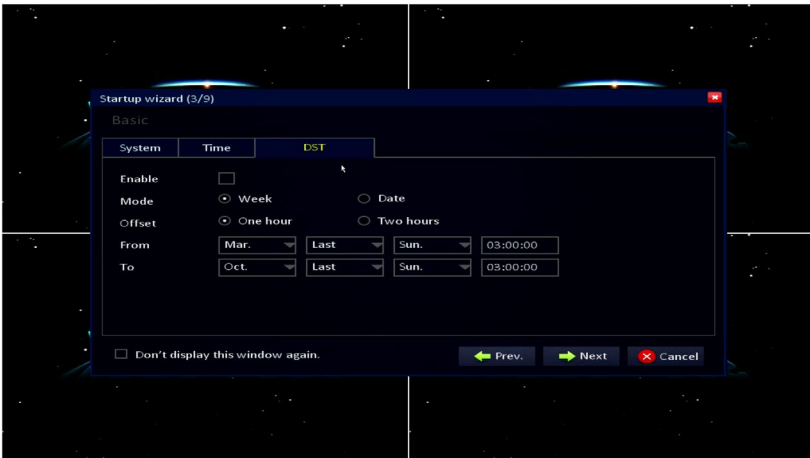 Startup wizard (3/9)
Basic
System Time DST
Enable
Mode Week Date
Offset One hour Two hours
From Mar. Last Sun. 03:00:00
To Oct. Last Sun. 03:00:00
Don't display this window again. Prev. Next Cancel